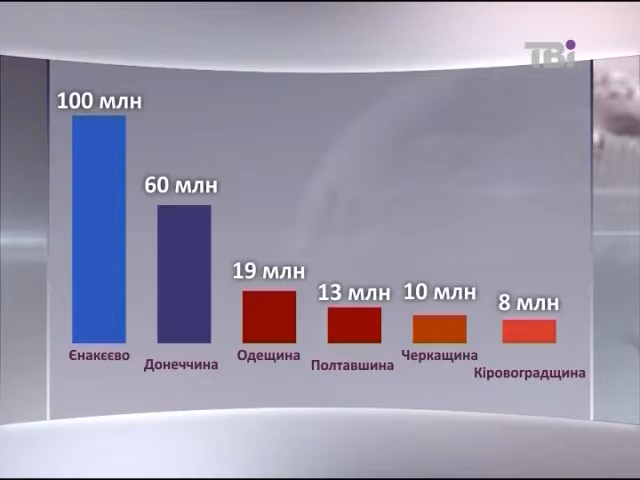 ТВі
100 млн
60 млн
19 млн
13 млн
10 млн
8 млн
Єнакєєво
Донеччина
Одещина
Полтавшина
Черкащина
Кіровоградщина